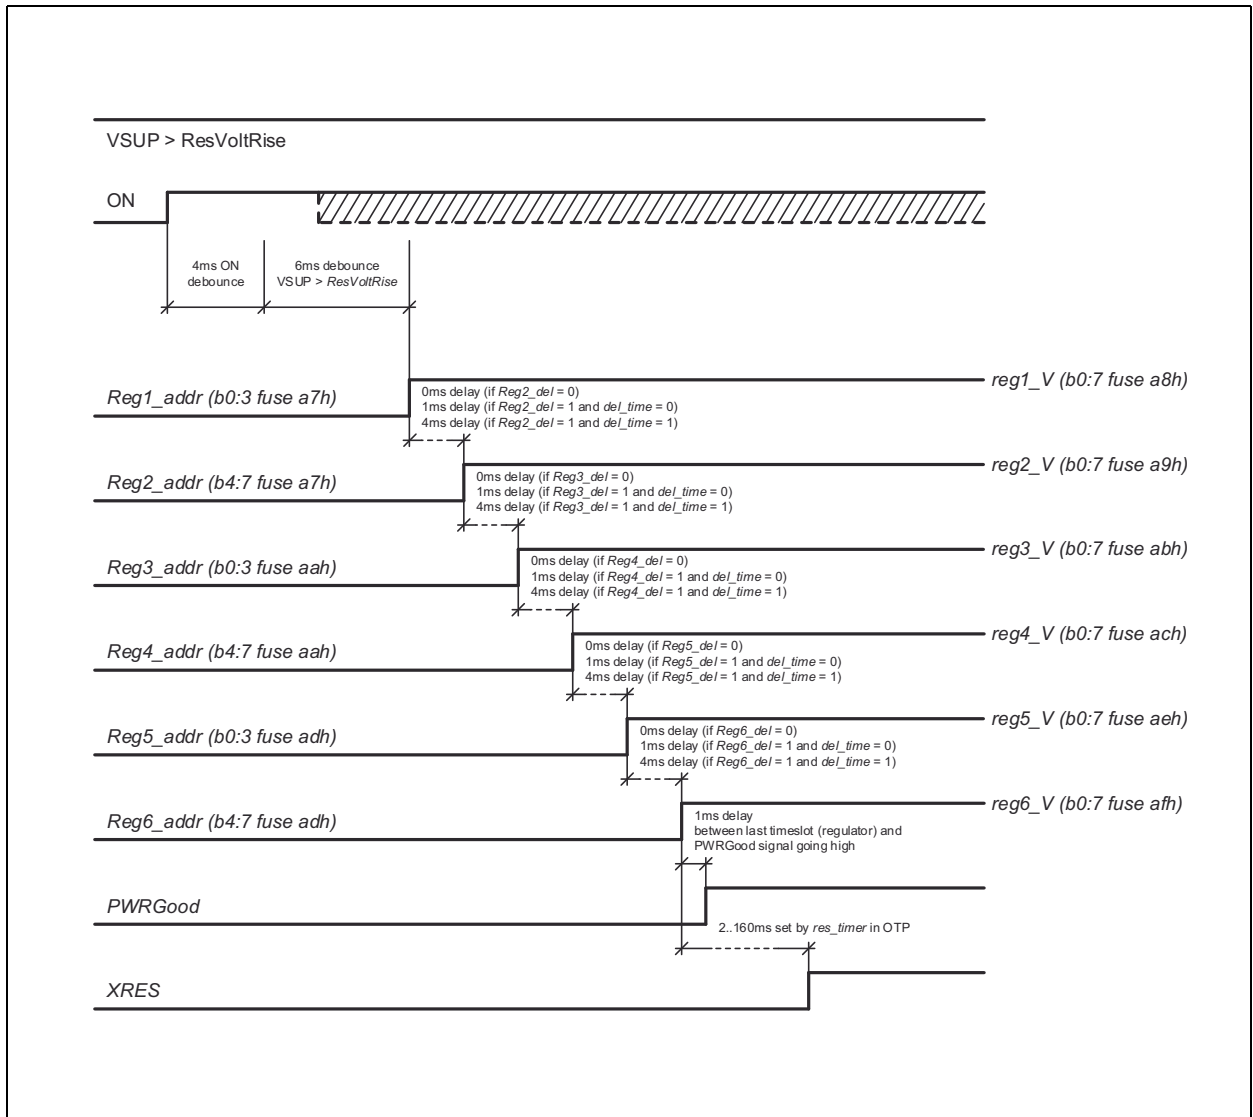 VSUP > ResVoltRise
ON
4ms ON
debounce
6ms debounce
VSUP > ResVoltRise
Reg1_addr (b0:3 fuse a7h)
0ms delay (if Reg2_del = 0)
1ms delay (if Reg2_del = 1 and del_time = 0)
4ms delay (if Reg2_del = 1 and del_time = 1)
reg1_V (b0:7 fuse a8h)
Reg2_addr (b4:7 fuse a7h)
0ms delay (if Reg3_del = 0)
1ms delay (if Reg3_del = 1 and del_time = 0)
4ms delay (if Reg3_del = 1 and del_time = 1)
reg2_V (b0:7 fuse a9h)
Reg3_addr (b0:3 fuse aah)
0ms delay (if Reg4_del = 0)
1ms delay (if Reg4_del = 1 and del_time = 0)
4ms delay (if Reg4_del = 1 and del_time = 1)
reg3_V (b0:7 fuse abh)
Reg4_addr (b4:7 fuse aah)
0ms delay (if Reg5_del = 0)
1ms delay (if Reg5_del = 1 and del_time = 0)
4ms delay (if Reg5_del = 1 and del_time = 1)
reg4_V (b0:7 fuse ach)
Reg5_addr (b0:3 fuse adh)
0ms delay (if Reg6_del = 0)
1ms delay (if Reg6_del = 1 and del_time = 0)
4ms delay (if Reg6_del = 1 and del_time = 1)
reg5_V (b0:7 fuse aeh)
Reg6_addr (b4:7 fuse adh)
1ms delay
between last timeslot (regulator) and
PWRGood signal going high
reg6_V (b0:7 fuse afh)
PWRGood
2..160ms set by res_timer in OTP
XRES